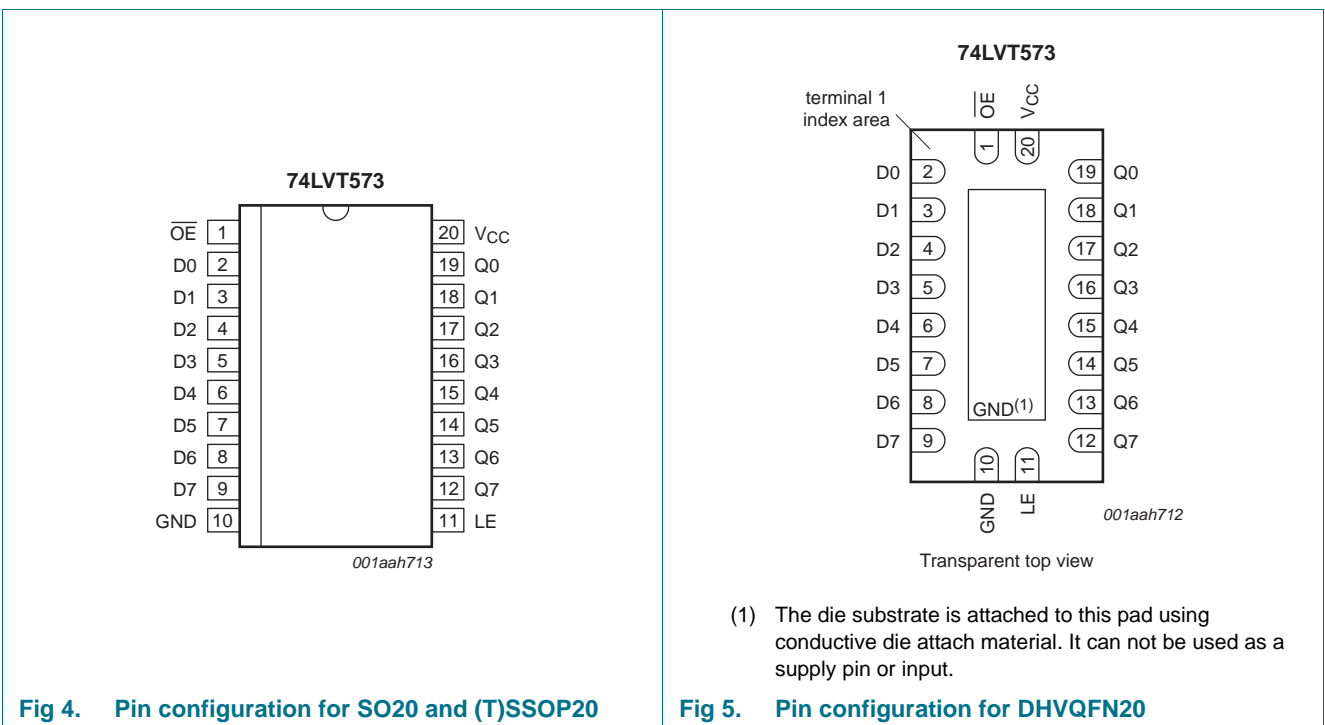 74LVT573
OE 1 20 VCC
D0 2 19 Q0
D1 3 18 Q1
D2 4 17 Q2
D3 5 16 Q3
D4 6 15 Q4
D5 7 14 Q5
D6 8 13 Q6
D7 9 12 Q7
GND 10 11 LE
001aah713
Fig 4. Pin configuration for SO20 and (T)SSOP20
74LVT573
terminal 1
index area
OE VCC
1 20
D0 2 19 Q0
D1 3 18 Q1
D2 4 17 Q2
D3 5 16 Q3
D4 6 15 Q4
D5 7 14 Q5
D6 8 GND(1) 13 Q6
D7 9 12 Q7
10 11
GND LE
001aah712
Transparent top view
(1) The die substrate is attached to this pad using
conductive die attach material. It can not be used as a
supply pin or input.
Fig 5. Pin configuration for DHVQFN20